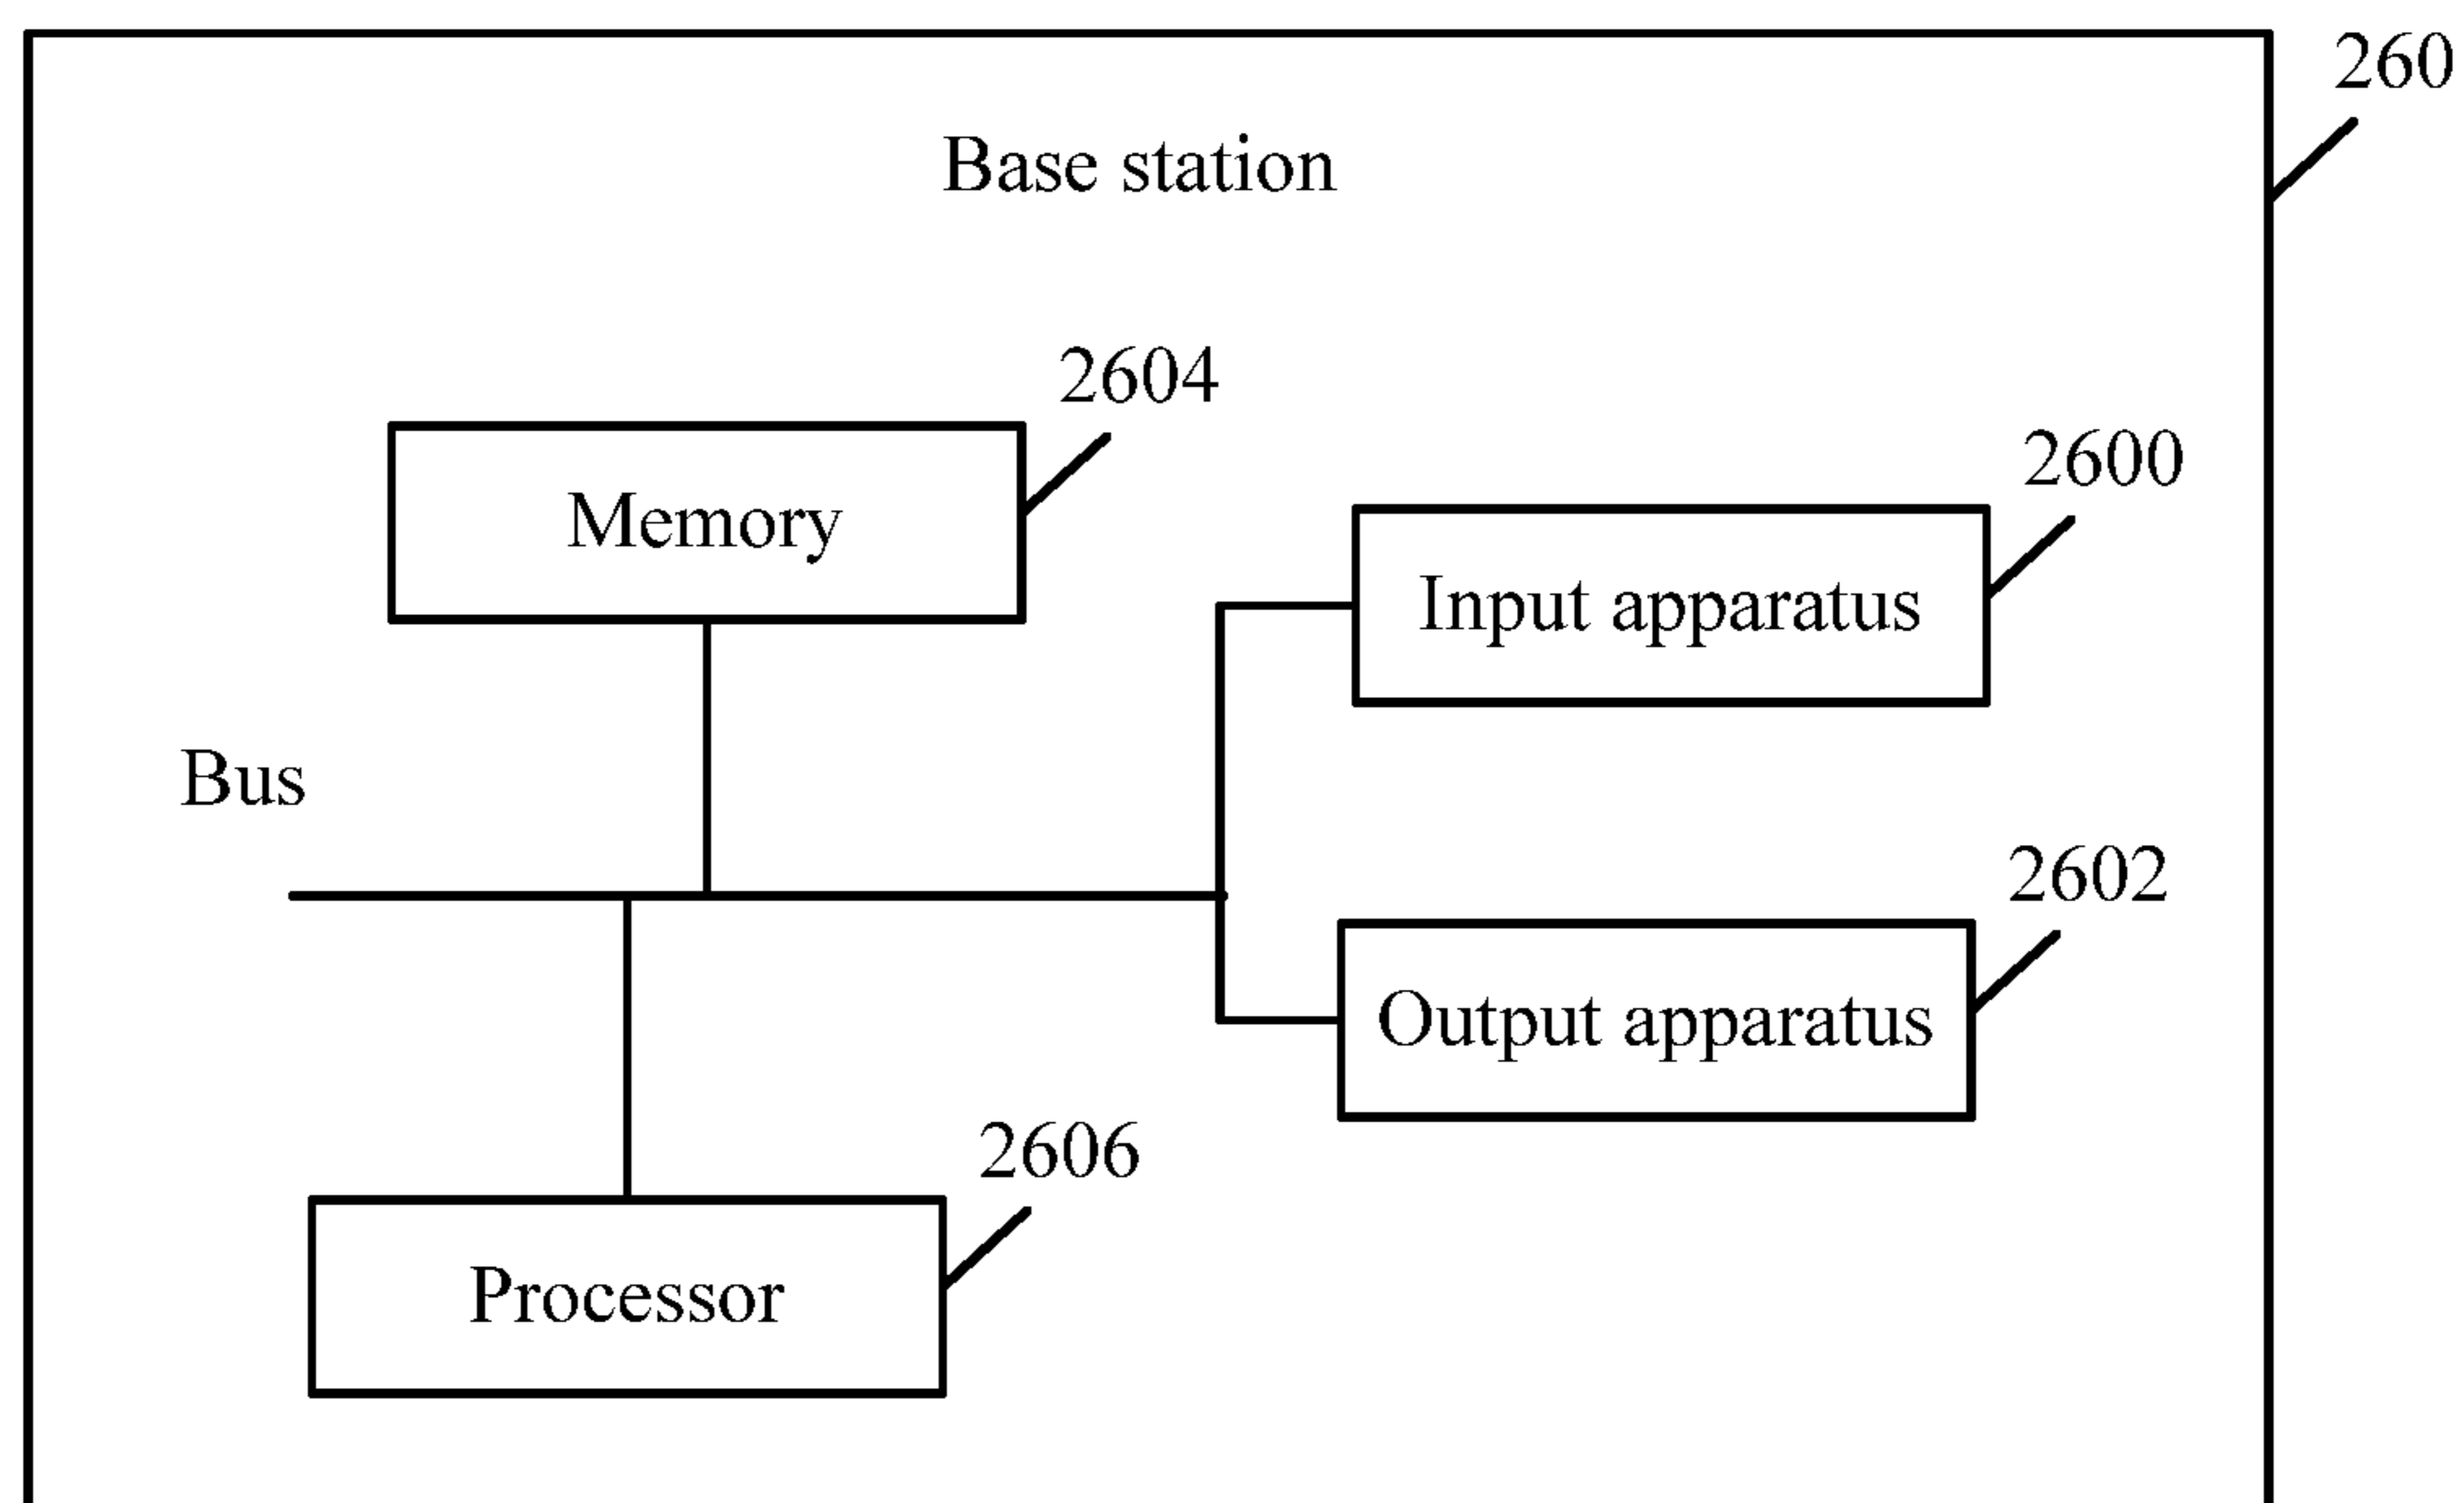 260
Base station
2604
Memory
2600
Input apparatus
Bus
2602
Output apparatus
2606
Processor